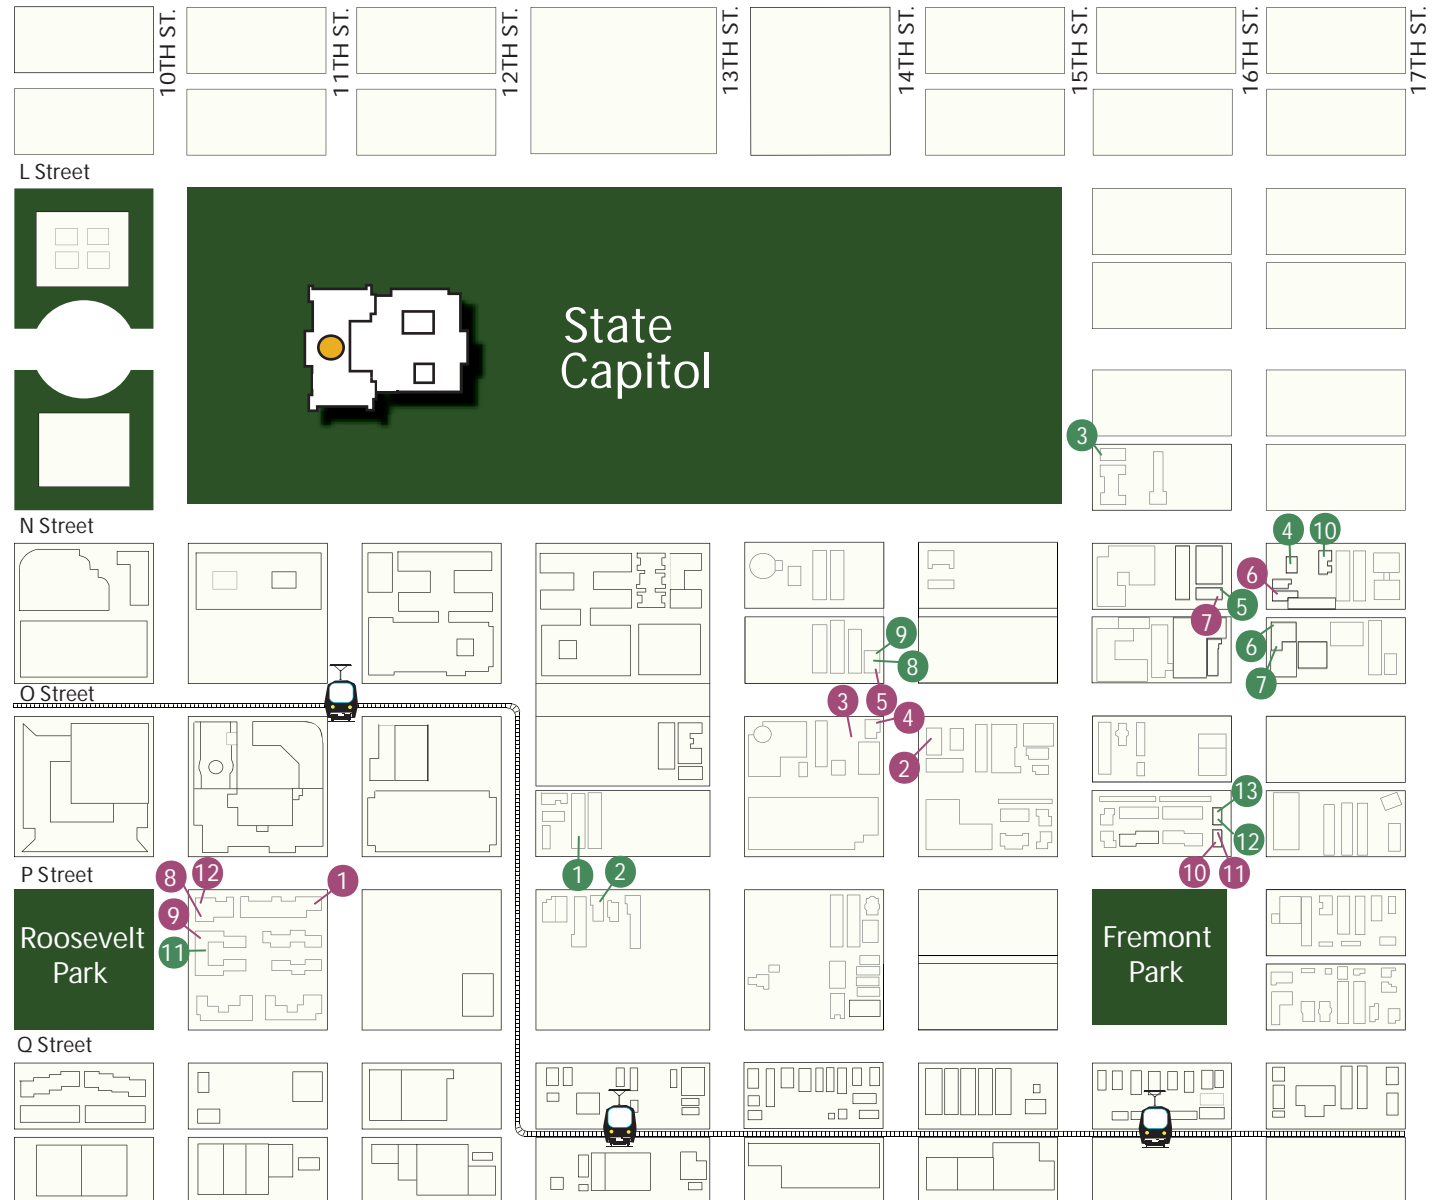 10TH ST.
11TH ST.
12TH ST.
13TH ST.
14TH ST.
15TH ST.
16TH ST.
17TH ST.
L Street
State
Capitol
3
N Street
4
10
6
5
7
9
8
6
7
O Street
3
5
4
2
13
12
10
11
P Street
8
12
1
1
2
9
11
Roosevelt
Park
Fremont
Park
Q Street